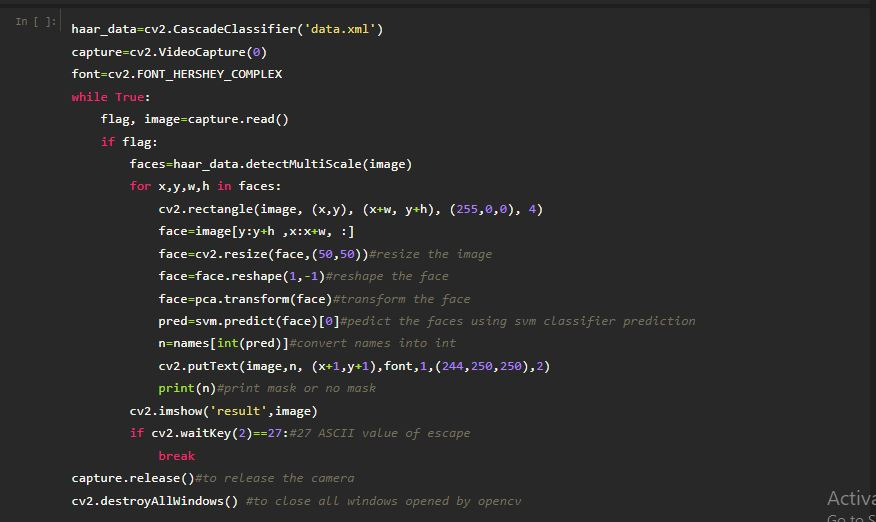 In [ ]:
haar_data=cv2.CascadeClassifier('data.xml')
capture=cv2.VideoCapture(0)
font=cv2.FONT_HERSHEY_COMPLEX
while True:
    flag, image=capture.read()
    if flag:
        faces=haar_data.detectMultiScale(image)
        for x,y,w,h in faces:
            cv2.rectangle(image, (x,y), (x+w, y+h), (255,0,0), 4)
            face=image[y:y+h ,x:x+w, :]
            face=cv2.resize(face,(50,50))#resize the image
            face=face.reshape(1,-1)#reshape the face
            face=pca.transform(face)#transform the face
            pred=svm.predict(face)[0]#pedict the faces using svm classifier prediction
            n=names[int(pred)]#convert names into int
            cv2.putText(image,n, (x+1,y+1),font,1,(244,250,250),2)
            print(n)#print mask or no mask
        cv2.imshow('result',image)
        if cv2.waitKey(2)==27:#27 ASCII value of escape
            break
capture.release()#to release the camera
cv2.destroyAllWindows() #to close all windows opened by opencv
Activa
Go to S